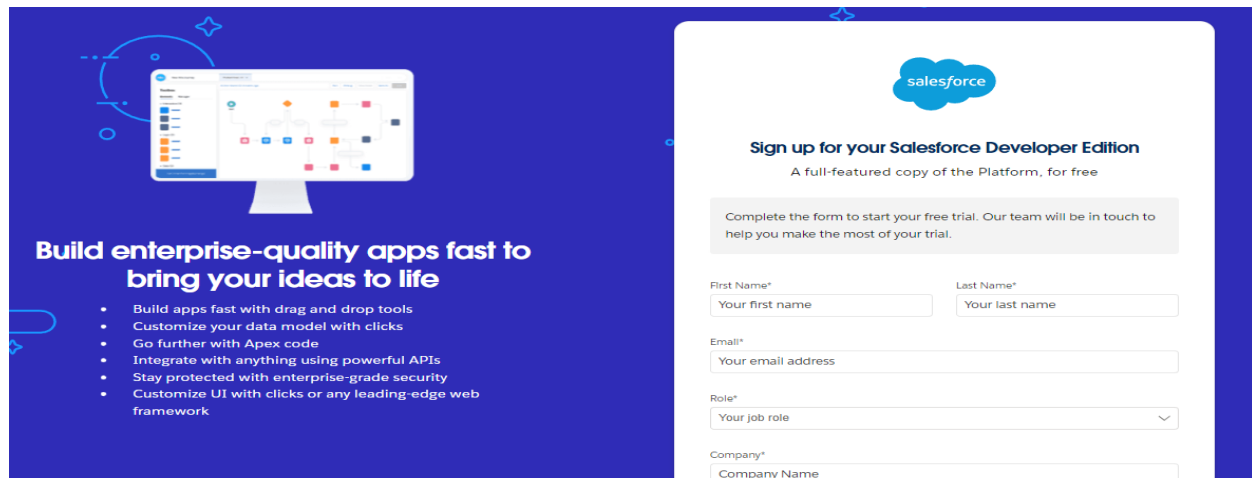 Build enterprise-quality apps fast to
bring your ideas to life
• Build apps fast with drag and drop tools
• Customize your data model with clicks
• Go further with Apex code
• Integrate with anything using powerful APIs
• Stay protected with enterprise-grade security
• Customize UI with clicks or any leading-edge web
framework
salesforce
Sign up for your Salesforce Developer Edition
A full-featured copy of the Platform, for free
Complete the form to start your free trial. Our team will be in touch to
help you make the most of your trial.
First Name* Last Name*
Your first name Your last name
Email*
Your email address
Role*
Your job role
Company*
Company Name